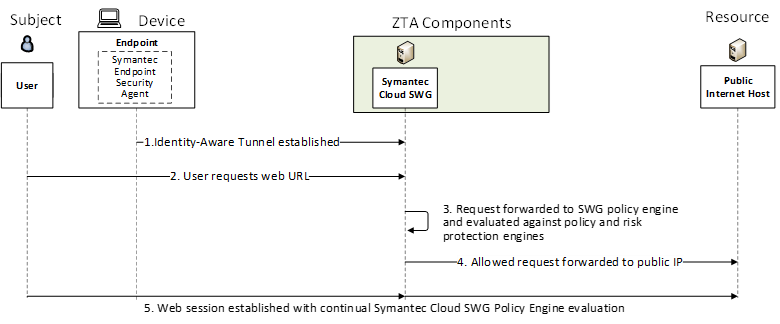 Subject
Device
ZTA Components
Resource
Endpoint
Symantec
Endpoint
Security
Agent
User
Symantec
Cloud SWG
Public
Internet Host
1.Identity-Aware Tunnel established
2. User requests web URL
3. Request forwarded to SWG policy engine
and evaluated against policy and risk
protection engines
4. Allowed request forwarded to public IP
5. Web session established with continual Symantec Cloud SWG Policy Engine evaluation